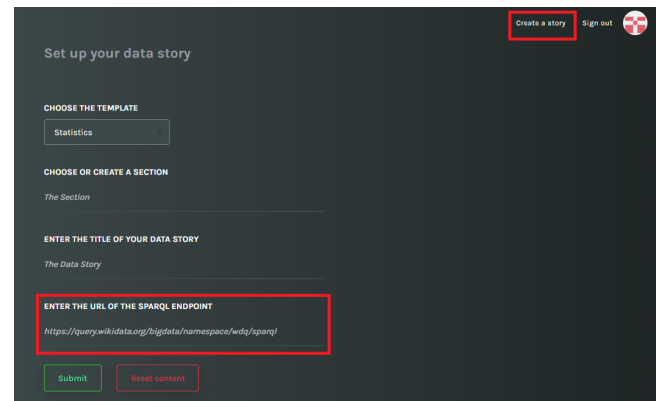 Create a story Sign out
Set up your data story
CHOOSE THE TEMPLATE
Statistics
CHOOSE OR CREATE A SECTION
The Section
ENTER THE TITLE OF YOUR DATA STORY
The Data Story
ENTER THE URL OF THE SPARQL ENDPOINT
https://query.wikidata.org/bigdata/namespace/wdq/sparql
Submit Reset content